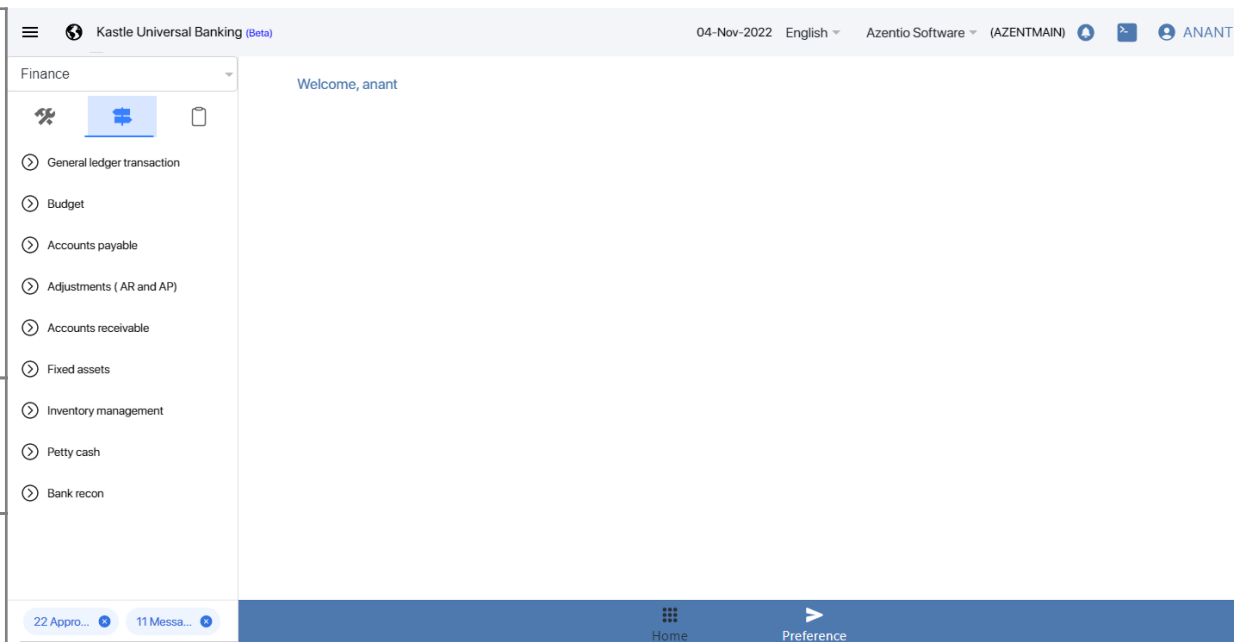 Kastle Universal Banking (Beta) 04-Nov-2022 English Azentio Software (AZENTMAIN) ANANT
Finance
Welcome, anant
General ledger transaction
Budget
Accounts payable
Adjustments ( AR and AP)
Accounts receivable
Fixed assets
Inventory management
Petty cash
Bank recon
22 Appro... 11 Messa...
Home Preference